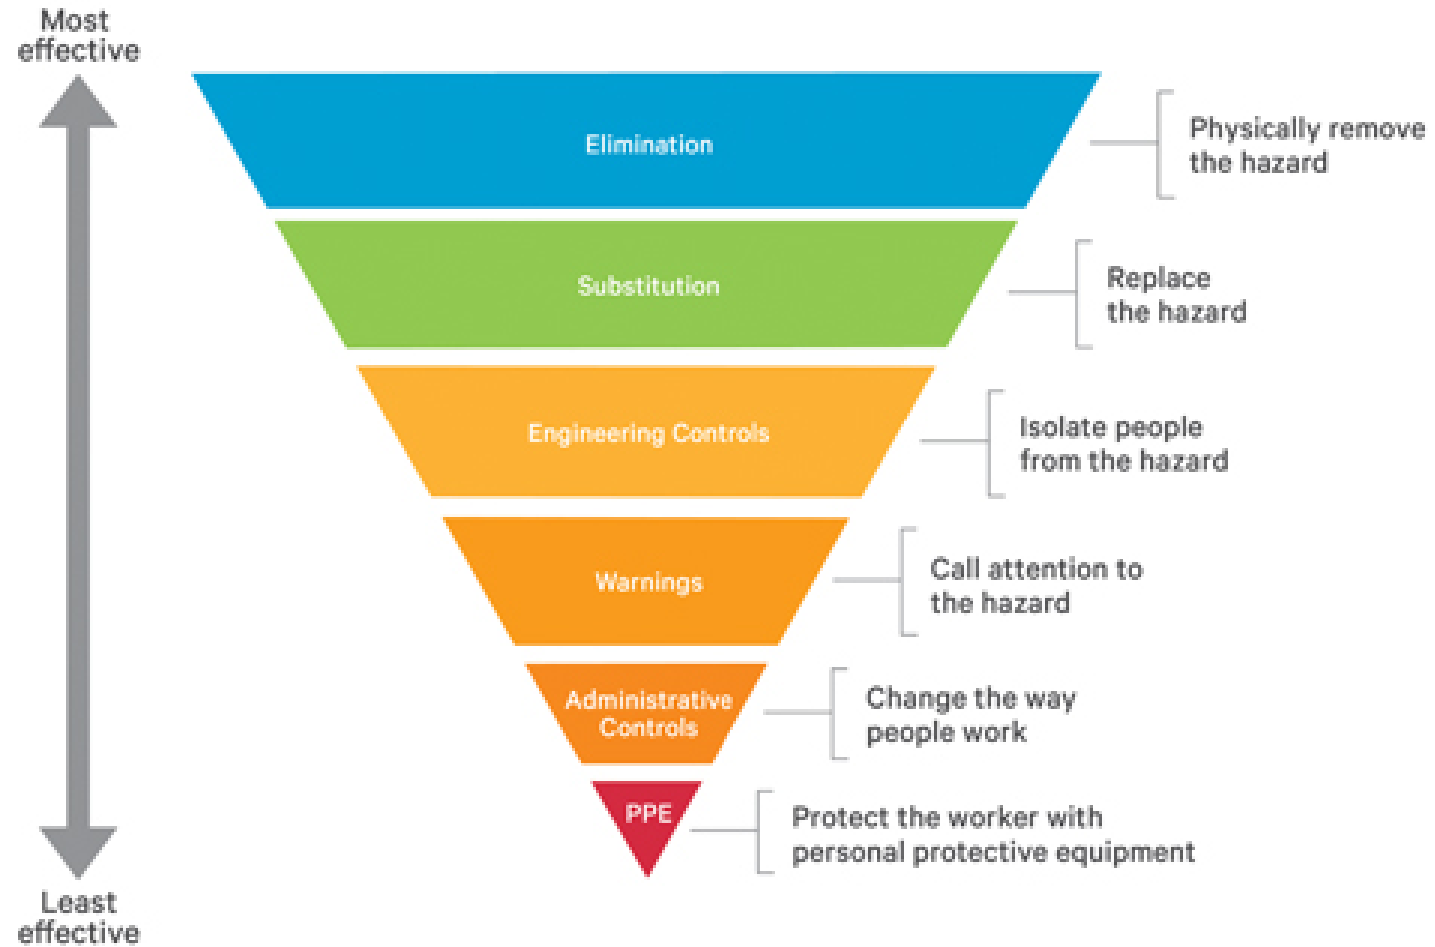 Most
effective
Elimination
Physically remove
the hazard
Substitution
Replace
the hazard
Engineering Controls
Isolate people
from the hazard
Warnings
Call attention to
the hazard
Administrative
Controls
Change the way
people work
PPE
Protect the worker with
personal protective equipment
Least
effective